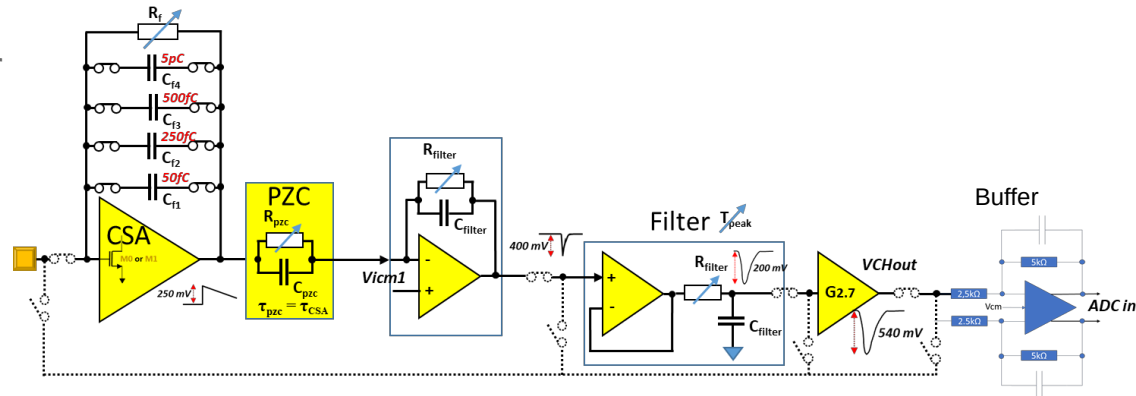 Rf
5pC
Cf4
500fC
Cf3
250fC
Cf2
50fC
Cf1
CSA
M0 or M1
250 mV
PZC
Rpzc
Cpzc
τpzc = τCSA
Rfilter
Cfilter
-
+
Vicm1
400 mV
Filter Tpeak
+
-
Rfilter
200 mV
Cfilter
VCHout
G2.7
540 mV
Buffer
5kΩ
2,5kΩ
Vcm
2.5kΩ
5kΩ
ADC in